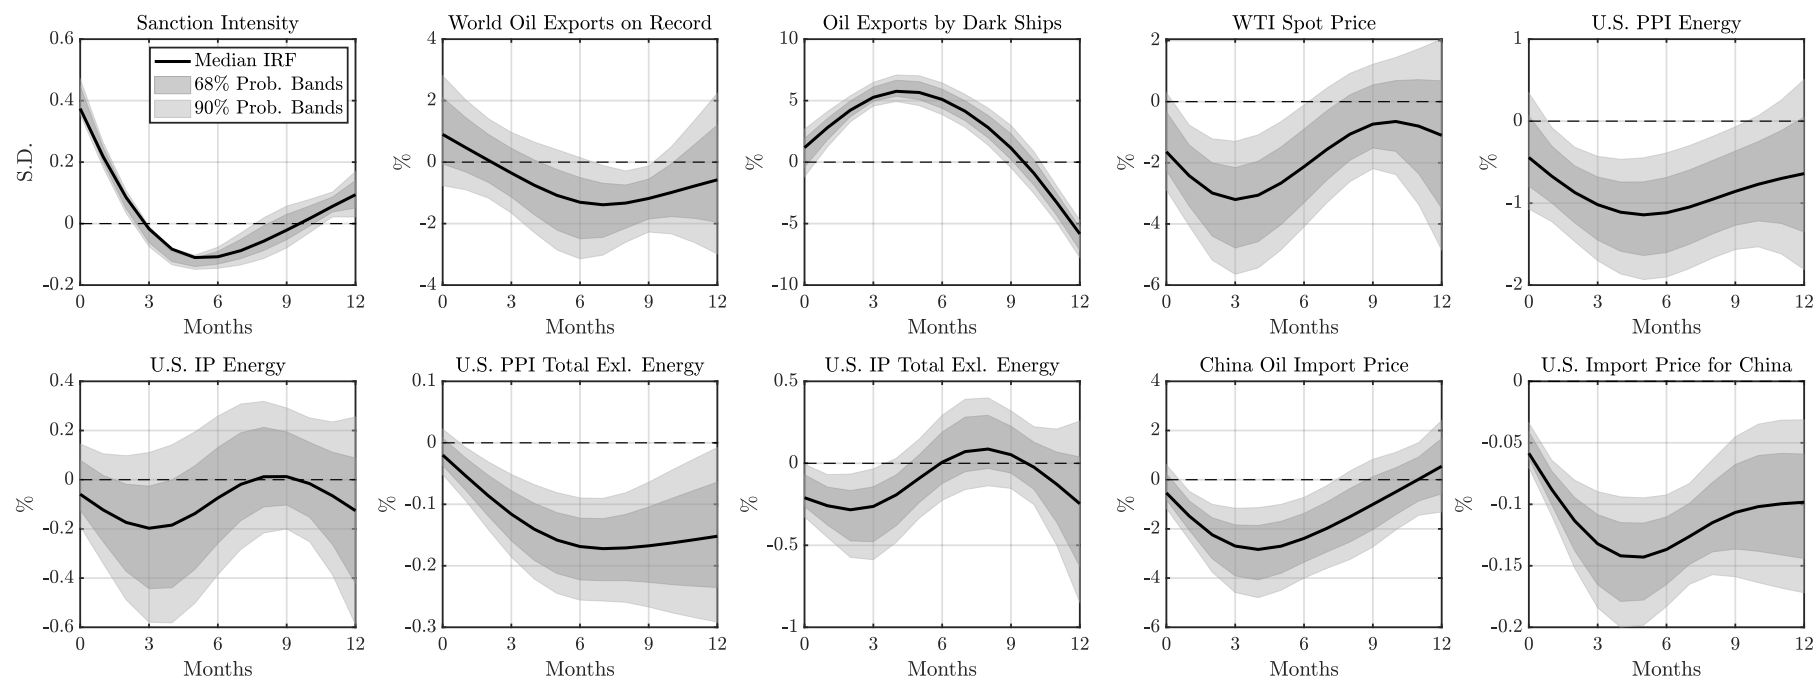 Sanction Intensity
World Oil Exports on Record
Oil Exports by Dark Ships
WTI Spot Price
U.S. PPI Energy
Median IRF
68% Prob. Bands
90% Prob. Bands
S.D.
0.6
0.4
0.2
0
-0.2
0 3 6 9 12
Months
%
4
2
0
-2
-4
0 3 6 9 12
Months
%
10
5
0
-5
-10
0 3 6 9 12
Months
%
2
0
-2
-4
-6
0 3 6 9 12
Months
%
1
0
-1
-2
0 3 6 9 12
Months
U.S. IP Energy
U.S. PPI Total Exl. Energy
U.S. IP Total Exl. Energy
China Oil Import Price
U.S. Import Price for China
%
0.4
0.2
0
-0.2
-0.4
-0.6
0 3 6 9 12
Months
%
0.1
0
-0.1
-0.2
-0.3
0 3 6 9 12
Months
%
0.5
0
-0.5
-1
0 3 6 9 12
Months
%
4
2
0
-2
-4
-6
0 3 6 9 12
Months
%
0
-0.05
-0.1
-0.15
-0.2
0 3 6 9 12
Months